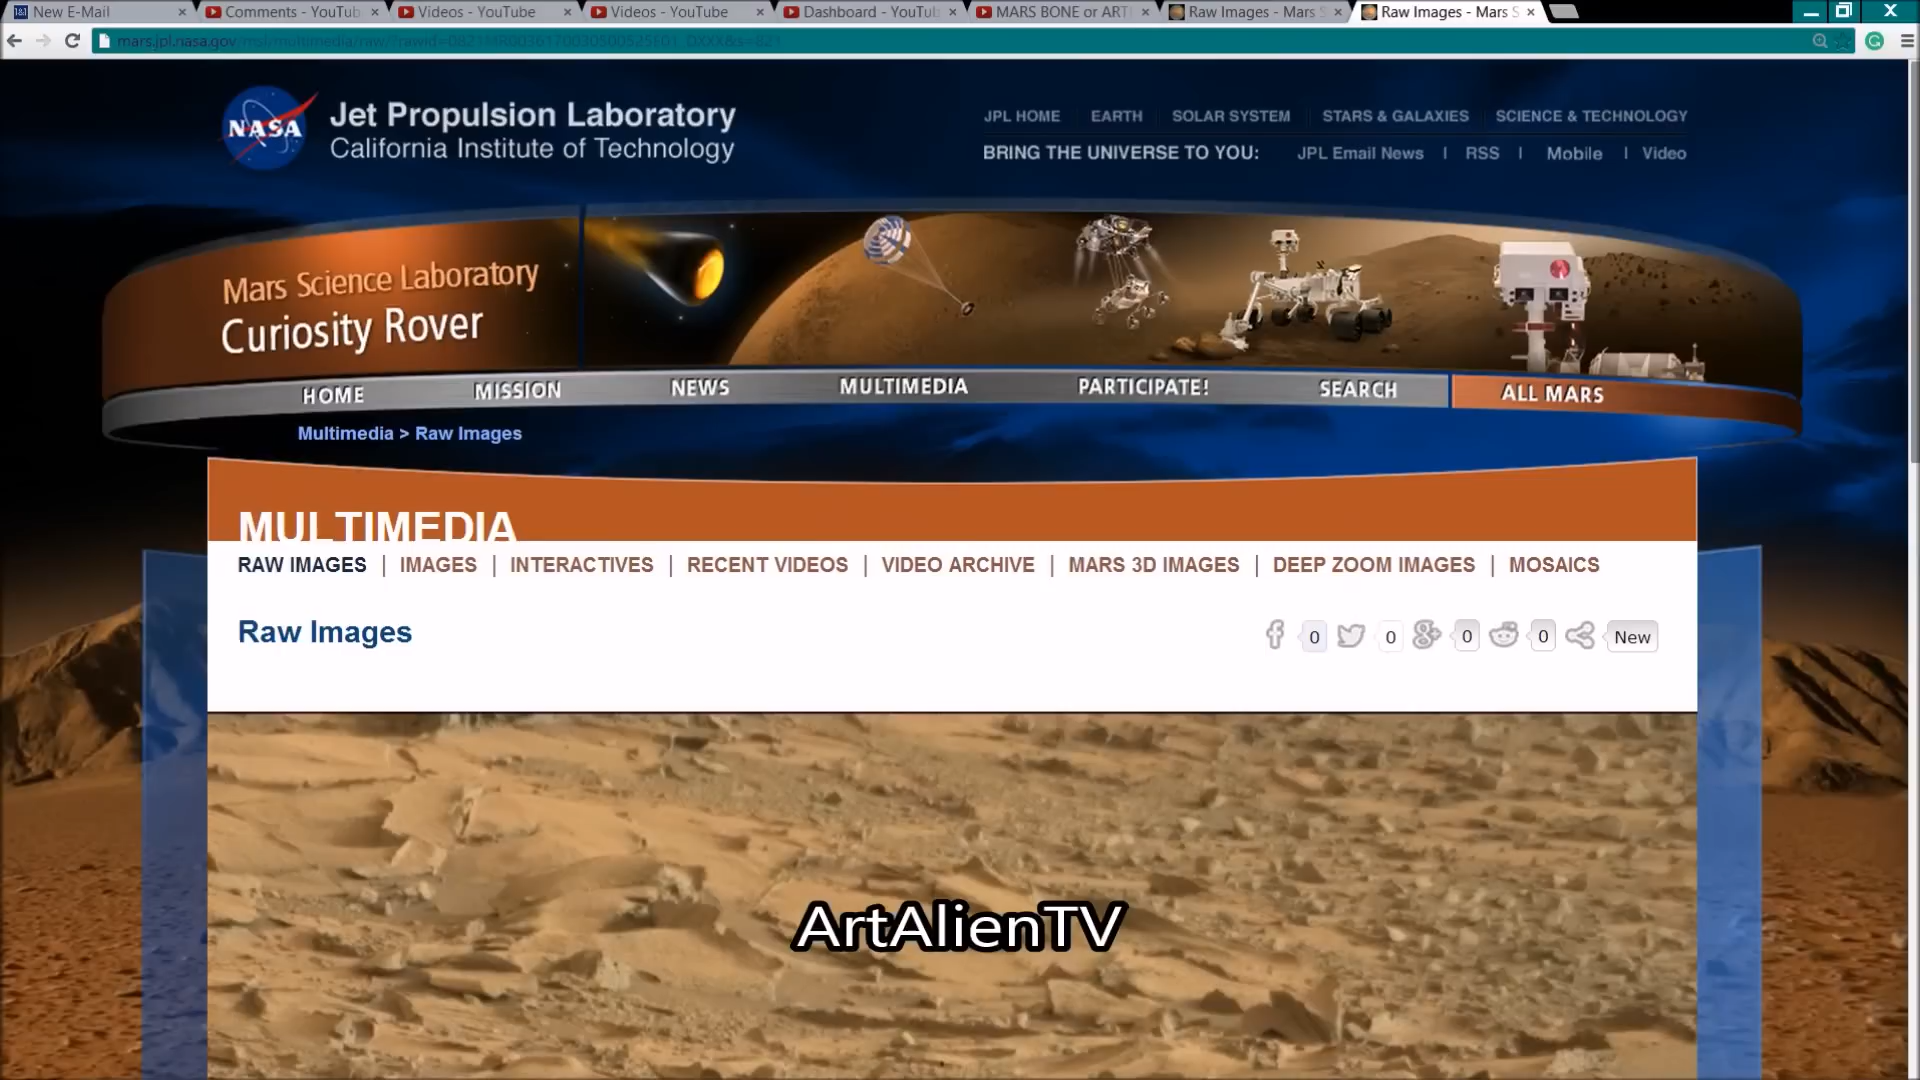 New E-Mail
Comments - YouTub
Videos - YouTube
Videos - YouTube
Dashboard - YouTub
MARS BONE or ART
Raw Images - Mars S
Raw Images - Mars S
NASA
Jet Propulsion Laboratory
California Institute of Technology
JPL HOME EARTH SOLAR SYSTEM STARS & GALAXIES SCIENCE & TECHNOLOGY
BRING THE UNIVERSE TO YOU: JPL Email News | RSS | Mobile | Video
Mars Science Laboratory
Curiosity Rover
HOME MISSION NEWS MULTIMEDIA PARTICIPATE! SEARCH ALL MARS
Multimedia > Raw Images
MULTIMEDIA
RAW IMAGES | IMAGES | INTERACTIVES | RECENT VIDEOS | VIDEO ARCHIVE | MARS 3D IMAGES | DEEP ZOOM IMAGES | MOSAICS
Raw Images
0 0 0 0 New
ArtAlienTV